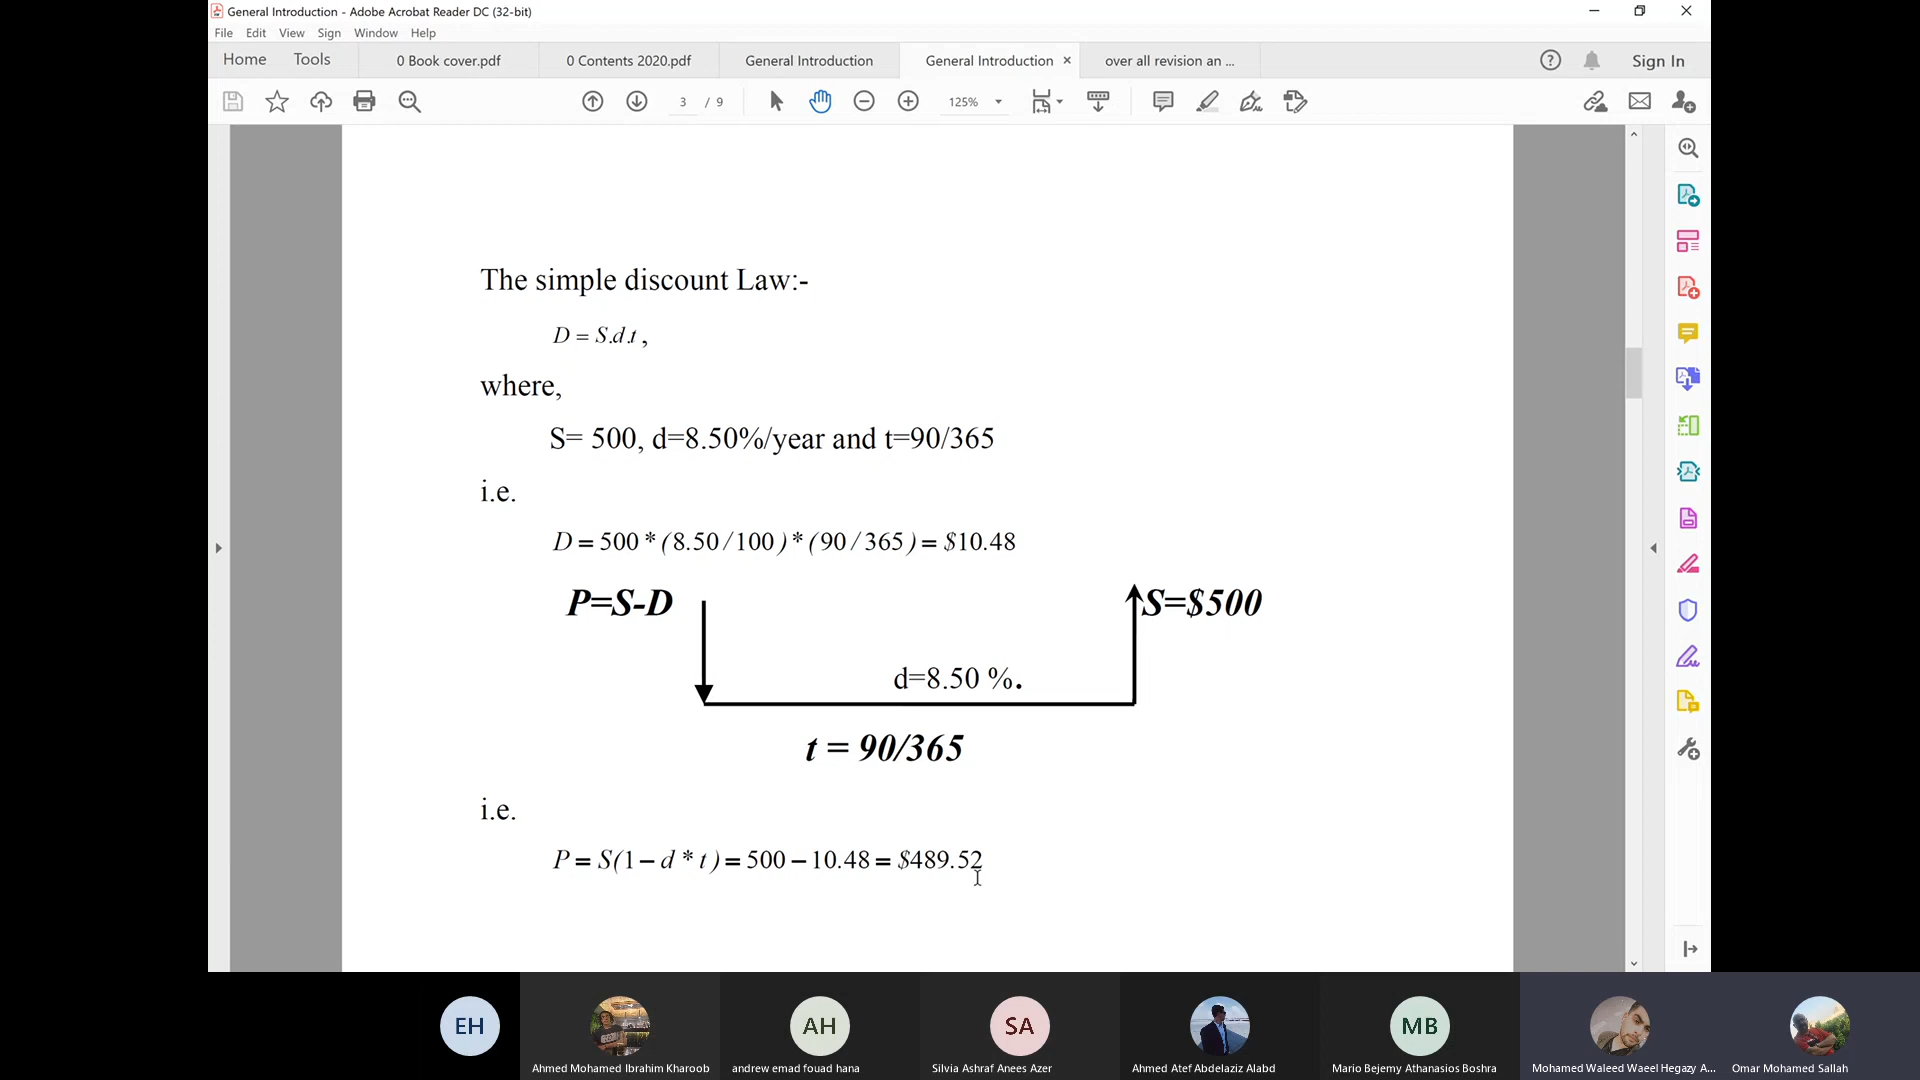 General Introduction - Adobe Acrobat Reader DC (32-bit)
File Edit View Sign Window Help
Home Tools 0 Book cover.pdf 0 Contents 2020.pdf General Introduction General Introduction × over all revision an ... Sign In
3 / 9 125%
The simple discount Law:-
D = S.d.t ,
where,
S= 500, d=8.50%/year and t=90/365
i.e.
D = 500 * (8.50 / 100 ) * (90 / 365 ) = $10.48
P=S-D S=$500
d=8.50 %.
t = 90/365
i.e.
P = S(1 – d * t ) = 500 – 10.48 = $489.52
EH AH SA MB
Ahmed Mohamed Ibrahim Kharoob andrew emad fouad hana Silvia Ashraf Anees Azer Ahmed Atef Abdelaziz Alabd Mario Bejemy Athanasios Boshra Mohamed Waleed Waeel Hegazy A... Omar Mohamed Sallah